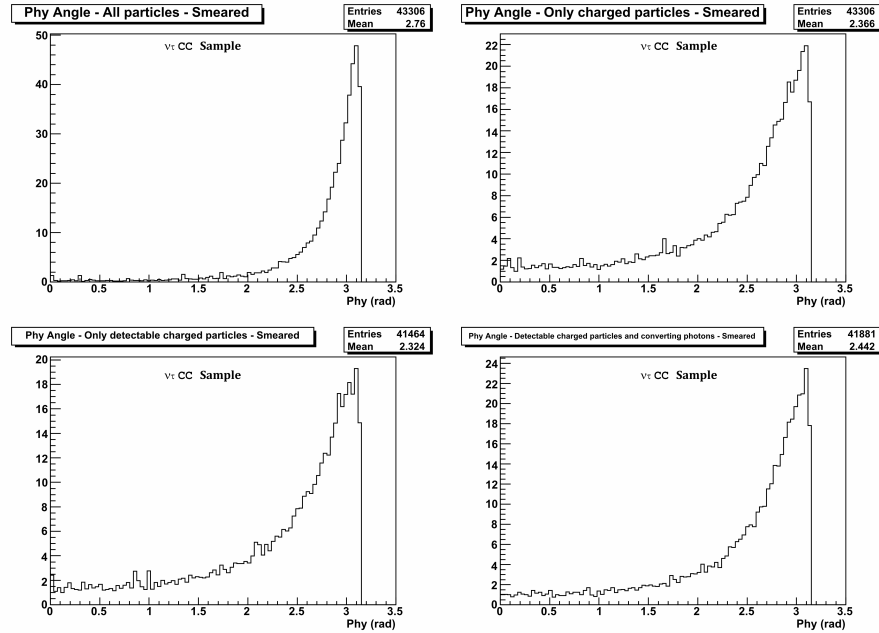 Phy Angle - All particles - Smeared
Entries 43306
Mean 2.76
ντ CC Sample
50
40
30
20
10
0
0 0.5 1 1.5 2 2.5 3 3.5
Phy (rad)
Phy Angle - Only charged particles - Smeared
Entries 43306
Mean 2.366
ντ CC Sample
22
20
18
16
14
12
10
8
6
4
2
0
0 0.5 1 1.5 2 2.5 3 3.5
Phy (rad)
Phy Angle - Only detectable charged particles - Smeared
Entries 41464
Mean 2.324
ντ CC Sample
20
18
16
14
12
10
8
6
4
2
0
0 0.5 1 1.5 2 2.5 3 3.5
Phy (rad)
Phy Angle - Detectable charged particles and converting photons - Smeared
Entries 41881
Mean 2.442
ντ CC Sample
24
22
20
18
16
14
12
10
8
6
4
2
0
0 0.5 1 1.5 2 2.5 3 3.5
Phy (rad)